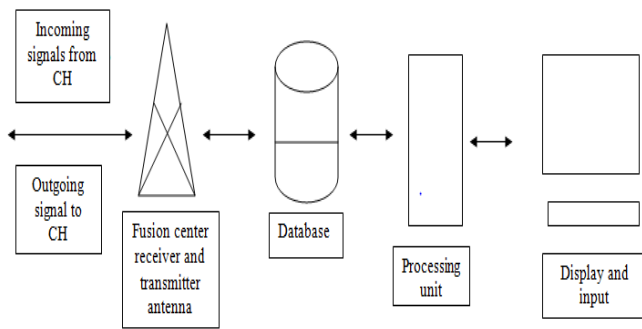 Incoming
signals from
CH
Outgoing
signal to
CH
Fusion center
receiver and
transmitter
antenna
Database
Processing
unit
Display and
input